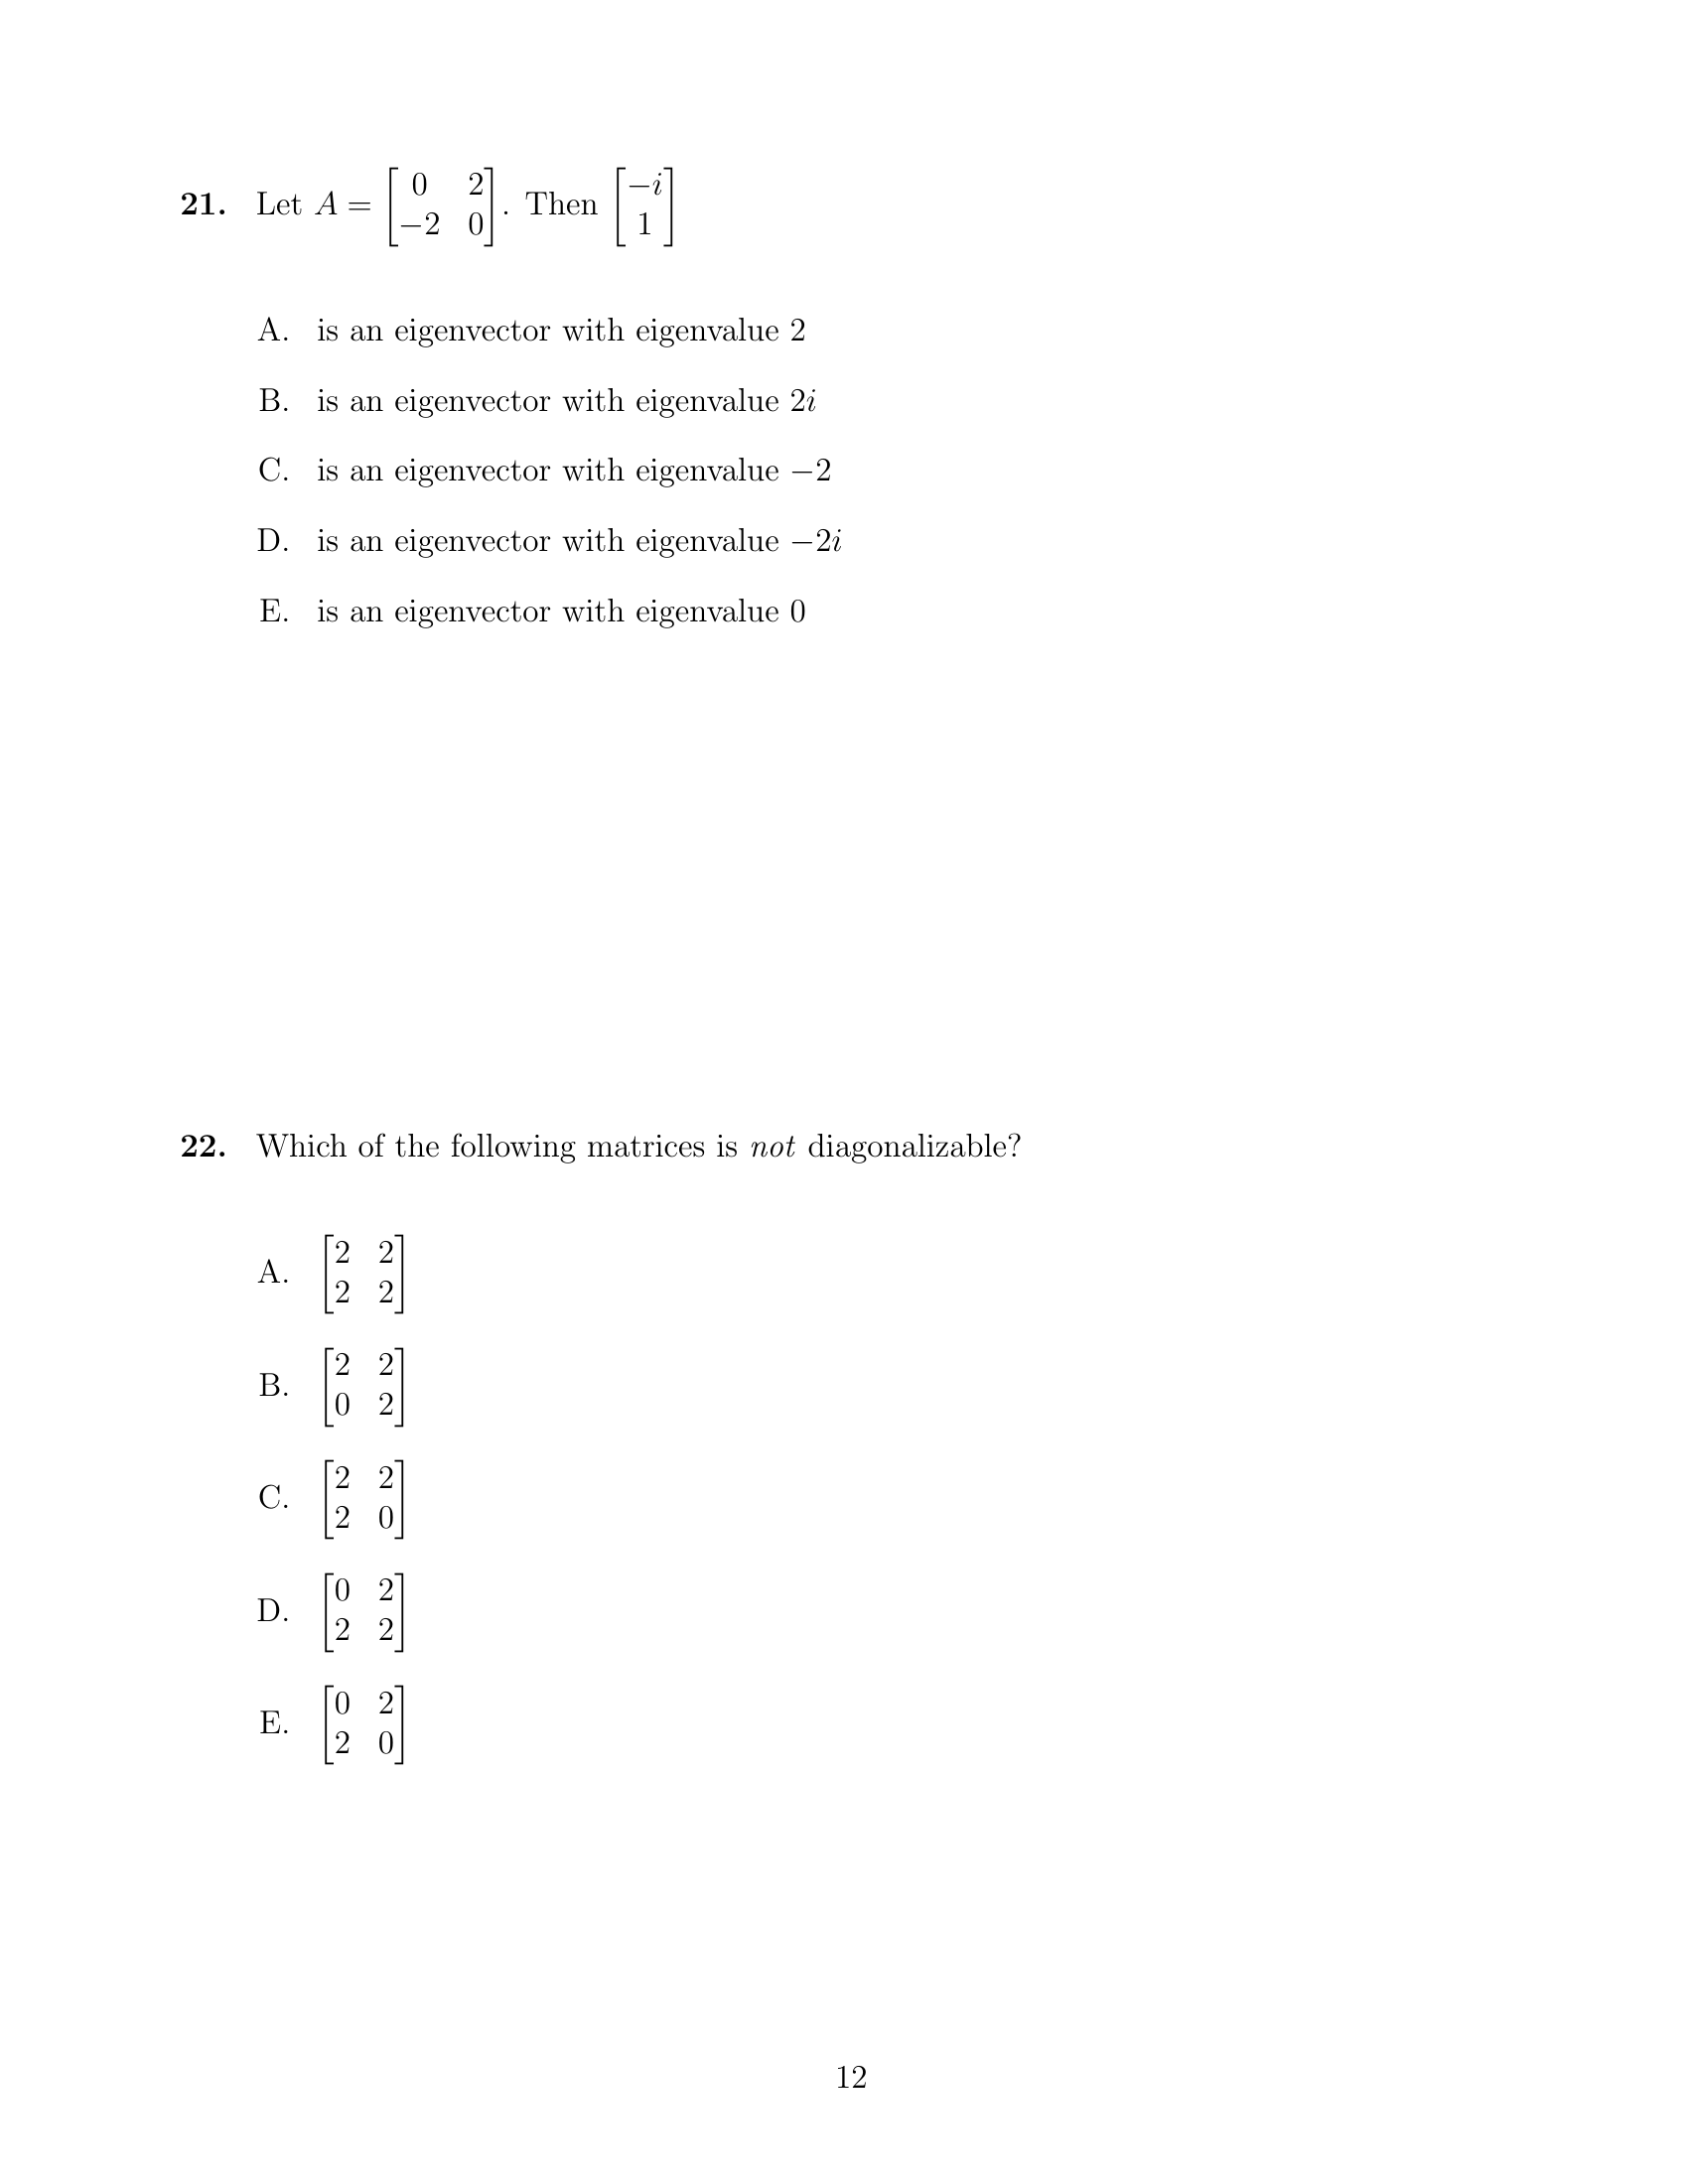 21. Let $A = \begin{bmatrix} 0 & 2 \\ -2 & 0 \end{bmatrix}$. Then $\begin{bmatrix} -i \\ 1 \end{bmatrix}$
A. is an eigenvector with eigenvalue 2
B. is an eigenvector with eigenvalue $2i$
C. is an eigenvector with eigenvalue $-2$
D. is an eigenvector with eigenvalue $-2i$
E. is an eigenvector with eigenvalue 0
22. Which of the following matrices is not diagonalizable?
A. $\begin{bmatrix} 2 & 2 \\ 2 & 2 \end{bmatrix}$
B. $\begin{bmatrix} 2 & 2 \\ 0 & 2 \end{bmatrix}$
C. $\begin{bmatrix} 2 & 2 \\ 2 & 0 \end{bmatrix}$
D. $\begin{bmatrix} 0 & 2 \\ 2 & 2 \end{bmatrix}$
E. $\begin{bmatrix} 0 & 2 \\ 2 & 0 \end{bmatrix}$
12